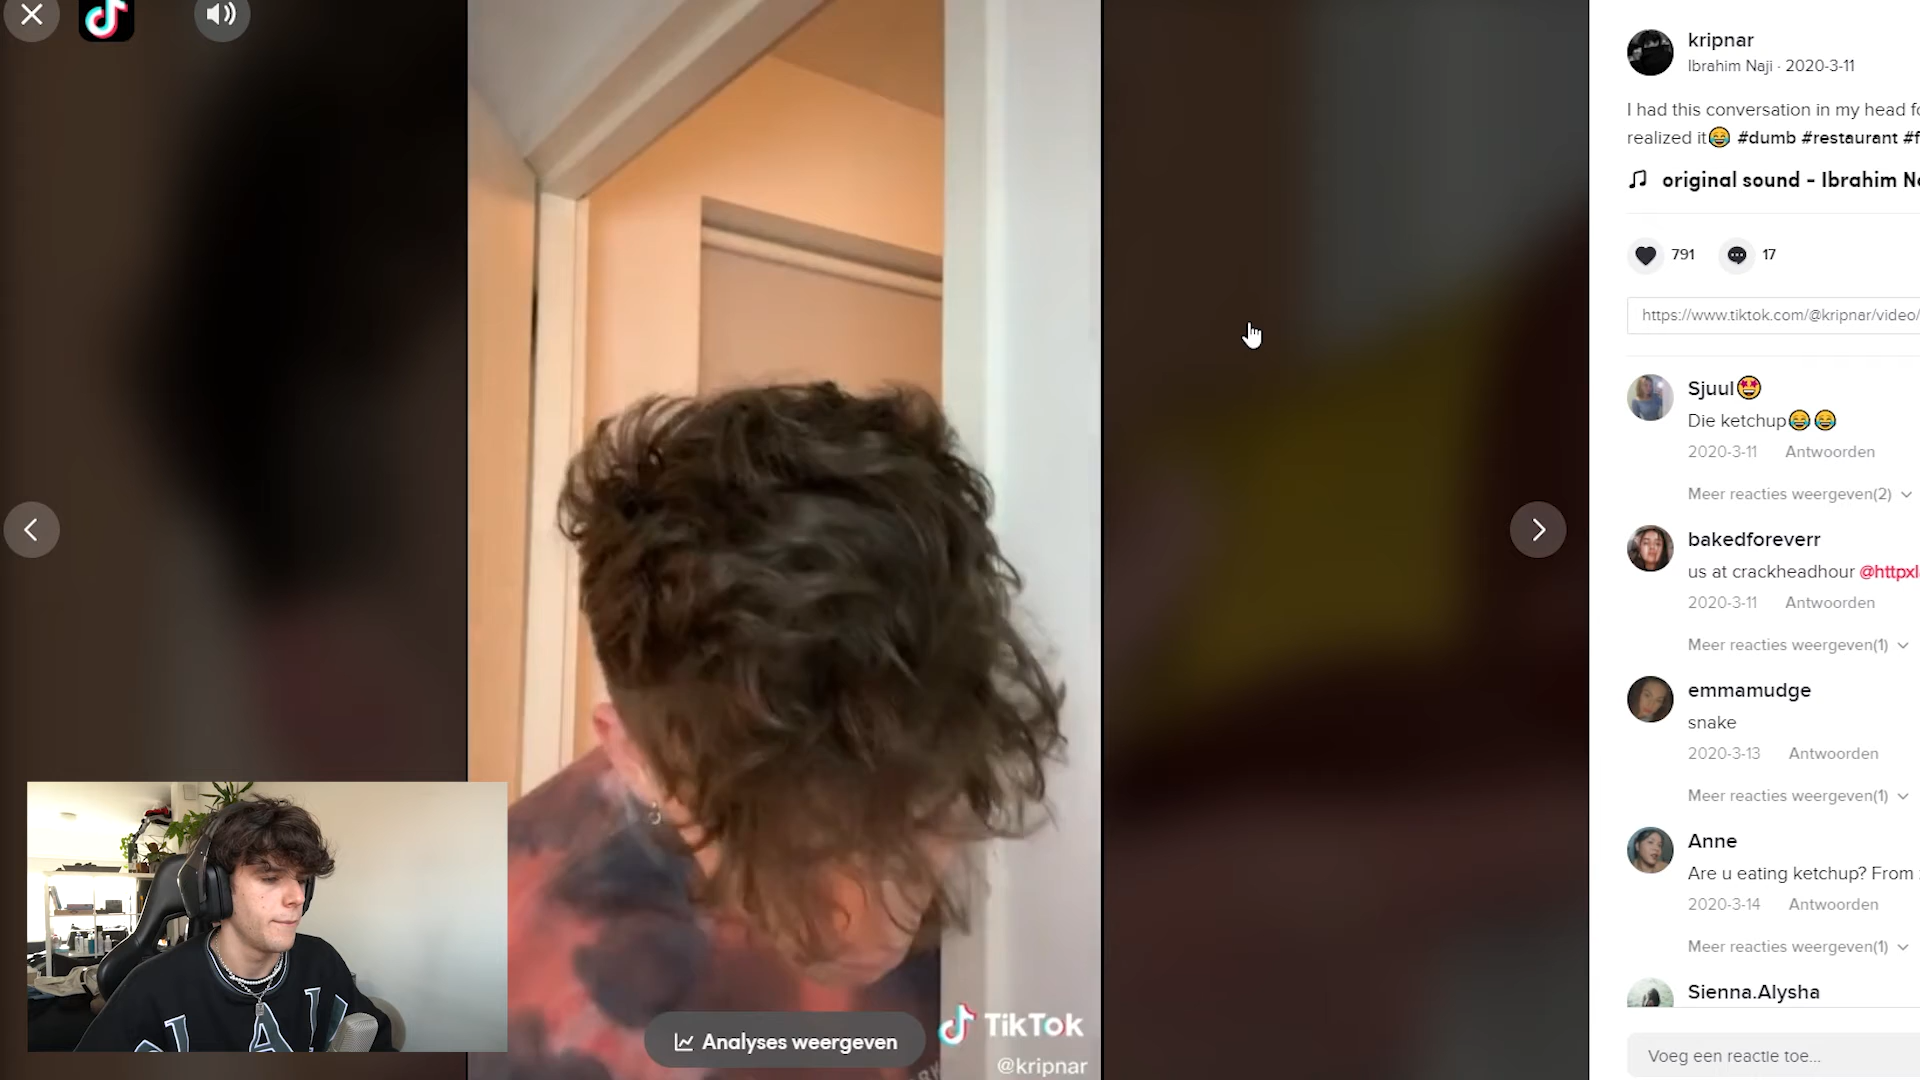 kripnar
Ibrahim Naji · 2020-3-11
I had this conversation in my head
realized it😂 #dumb #restaurant
original sound - Ibrahim
791
17
https://www.tiktok.com/@kripnar/video/
Sjuul🤩
Die ketchup😂😂
2020-3-11 Antwoorden
Meer reacties weergeven(2)
bakedforeverr
us at crackheadhour
2020-3-11 Antwoorden
Meer reacties weergeven(1)
emmamudge
snake
2020-3-13 Antwoorden
Meer reacties weergeven(1)
Anne
Are u eating ketchup? From
2020-3-14 Antwoorden
Meer reacties weergeven(1)
Sienna.Alysha
Voeg een reactie toe...
Analyses weergeven
TikTok
@kripnar